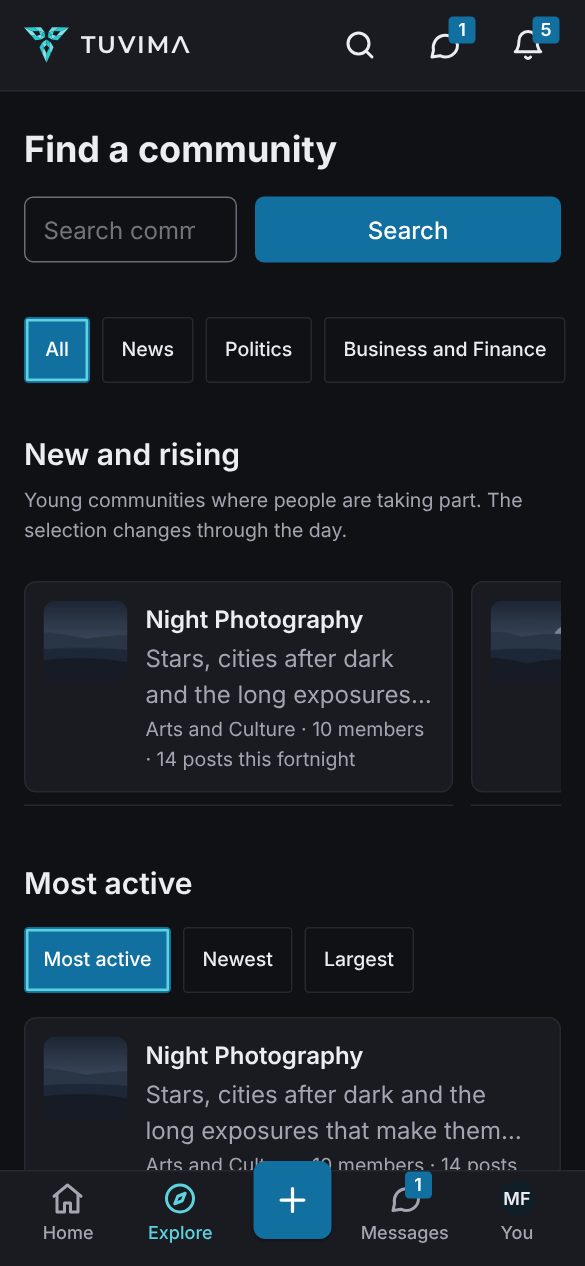 TUVIMA
1
5
Find a community
Search comm
Search
All
News
Politics
Business and Finance
New and rising
Young communities where people are taking part. The
selection changes through the day.
Night Photography
Stars, cities after dark
and the long exposures...
Arts and Culture · 10 members
· 14 posts this fortnight
Most active
Most active
Newest
Largest
Night Photography
Stars, cities after dark and the
long exposures that make them...
Arts and Cul 10 members · 14 posts
1
MF
Home
Explore
Messages
You